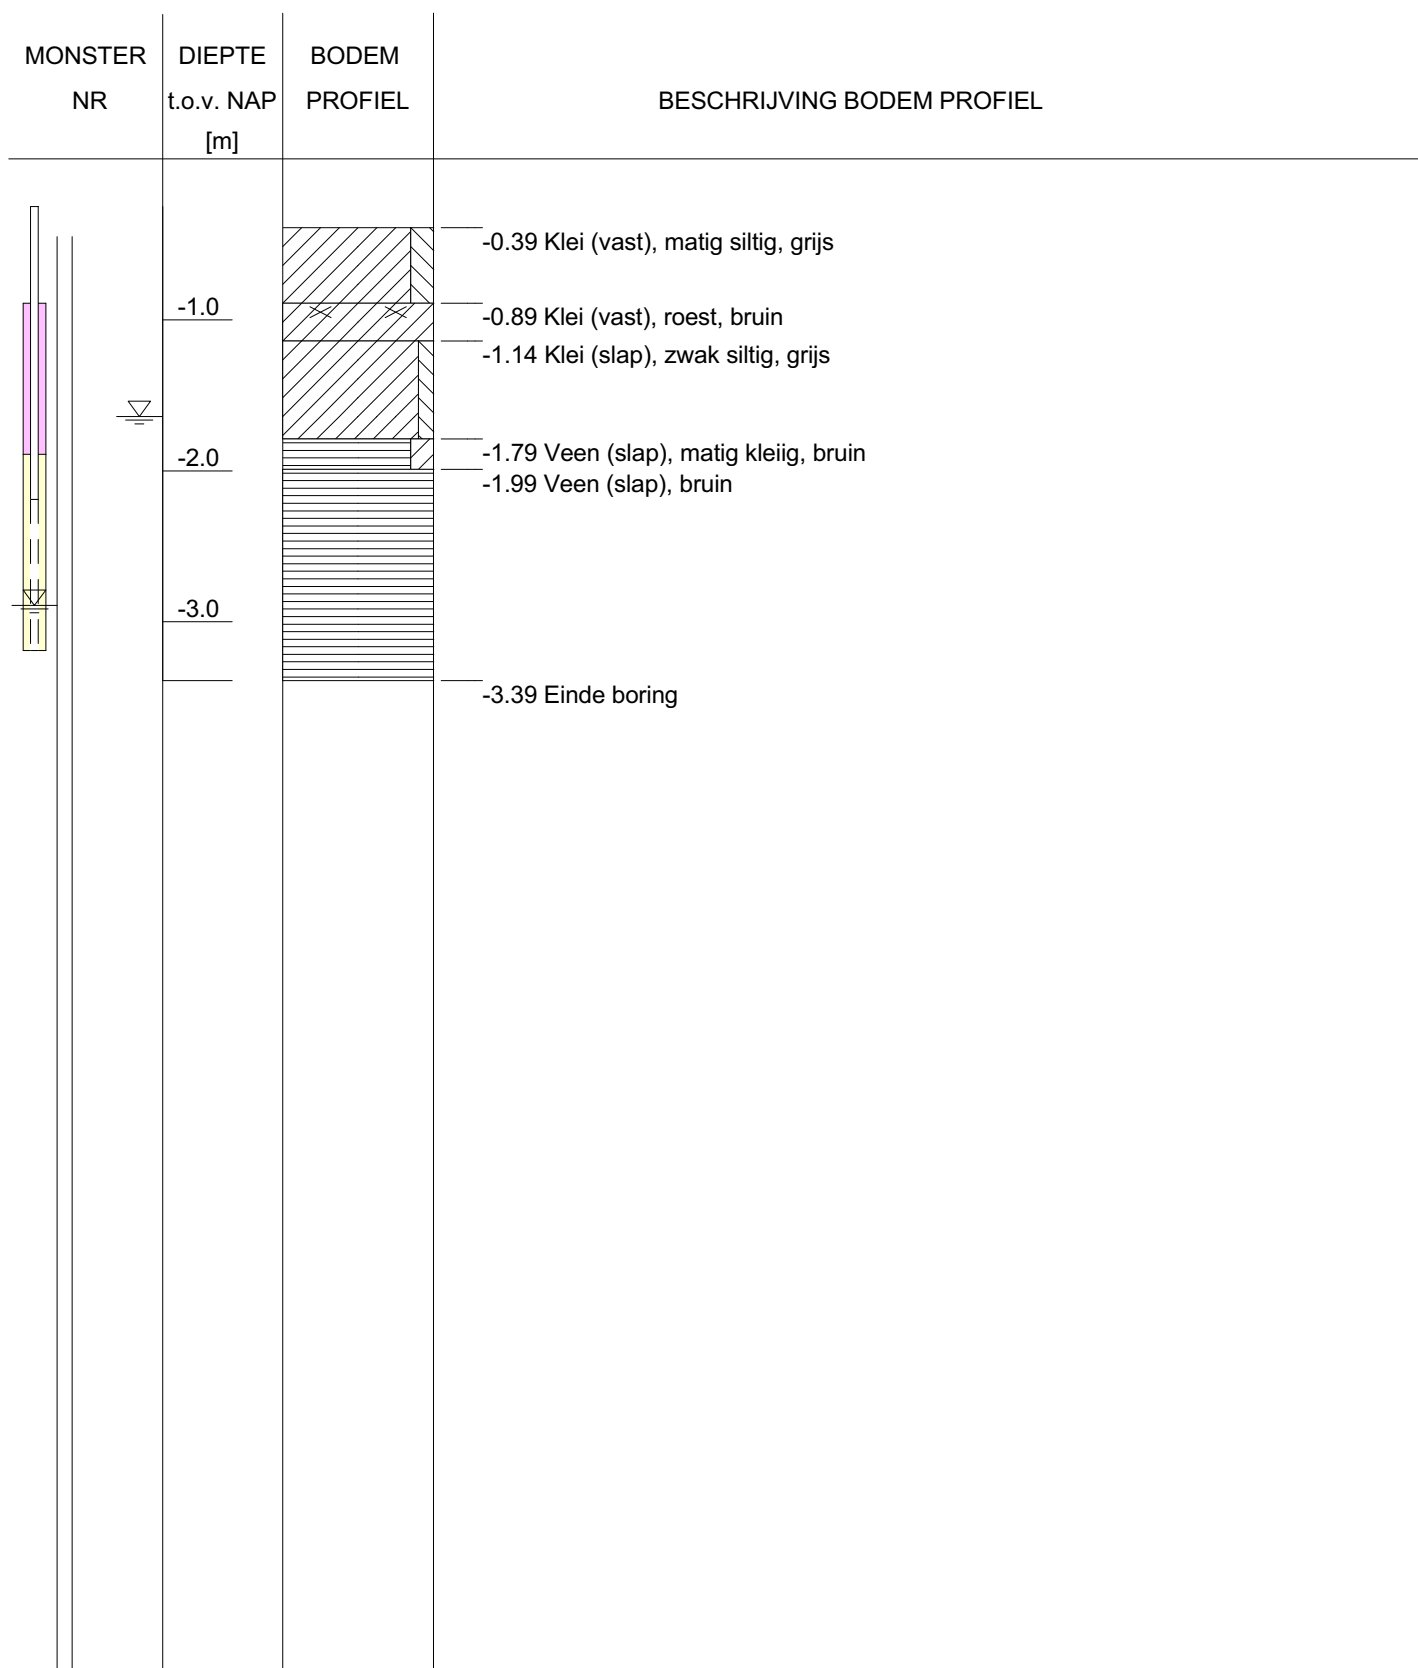 MONSTER DIEPTE BODEM
NR t.o.v. NAP PROFIEL BESCHRIJVING BODEM PROFIEL
[m]
-0.39 Klei (vast), matig siltig, grijs
-1.0
-0.89 Klei (vast), roest, bruin
-1.14 Klei (slap), zwak siltig, grijs
-1.79 Veen (slap), matig kleiig, bruin
-2.0
-1.99 Veen (slap), bruin
-3.0
-3.39 Einde boring